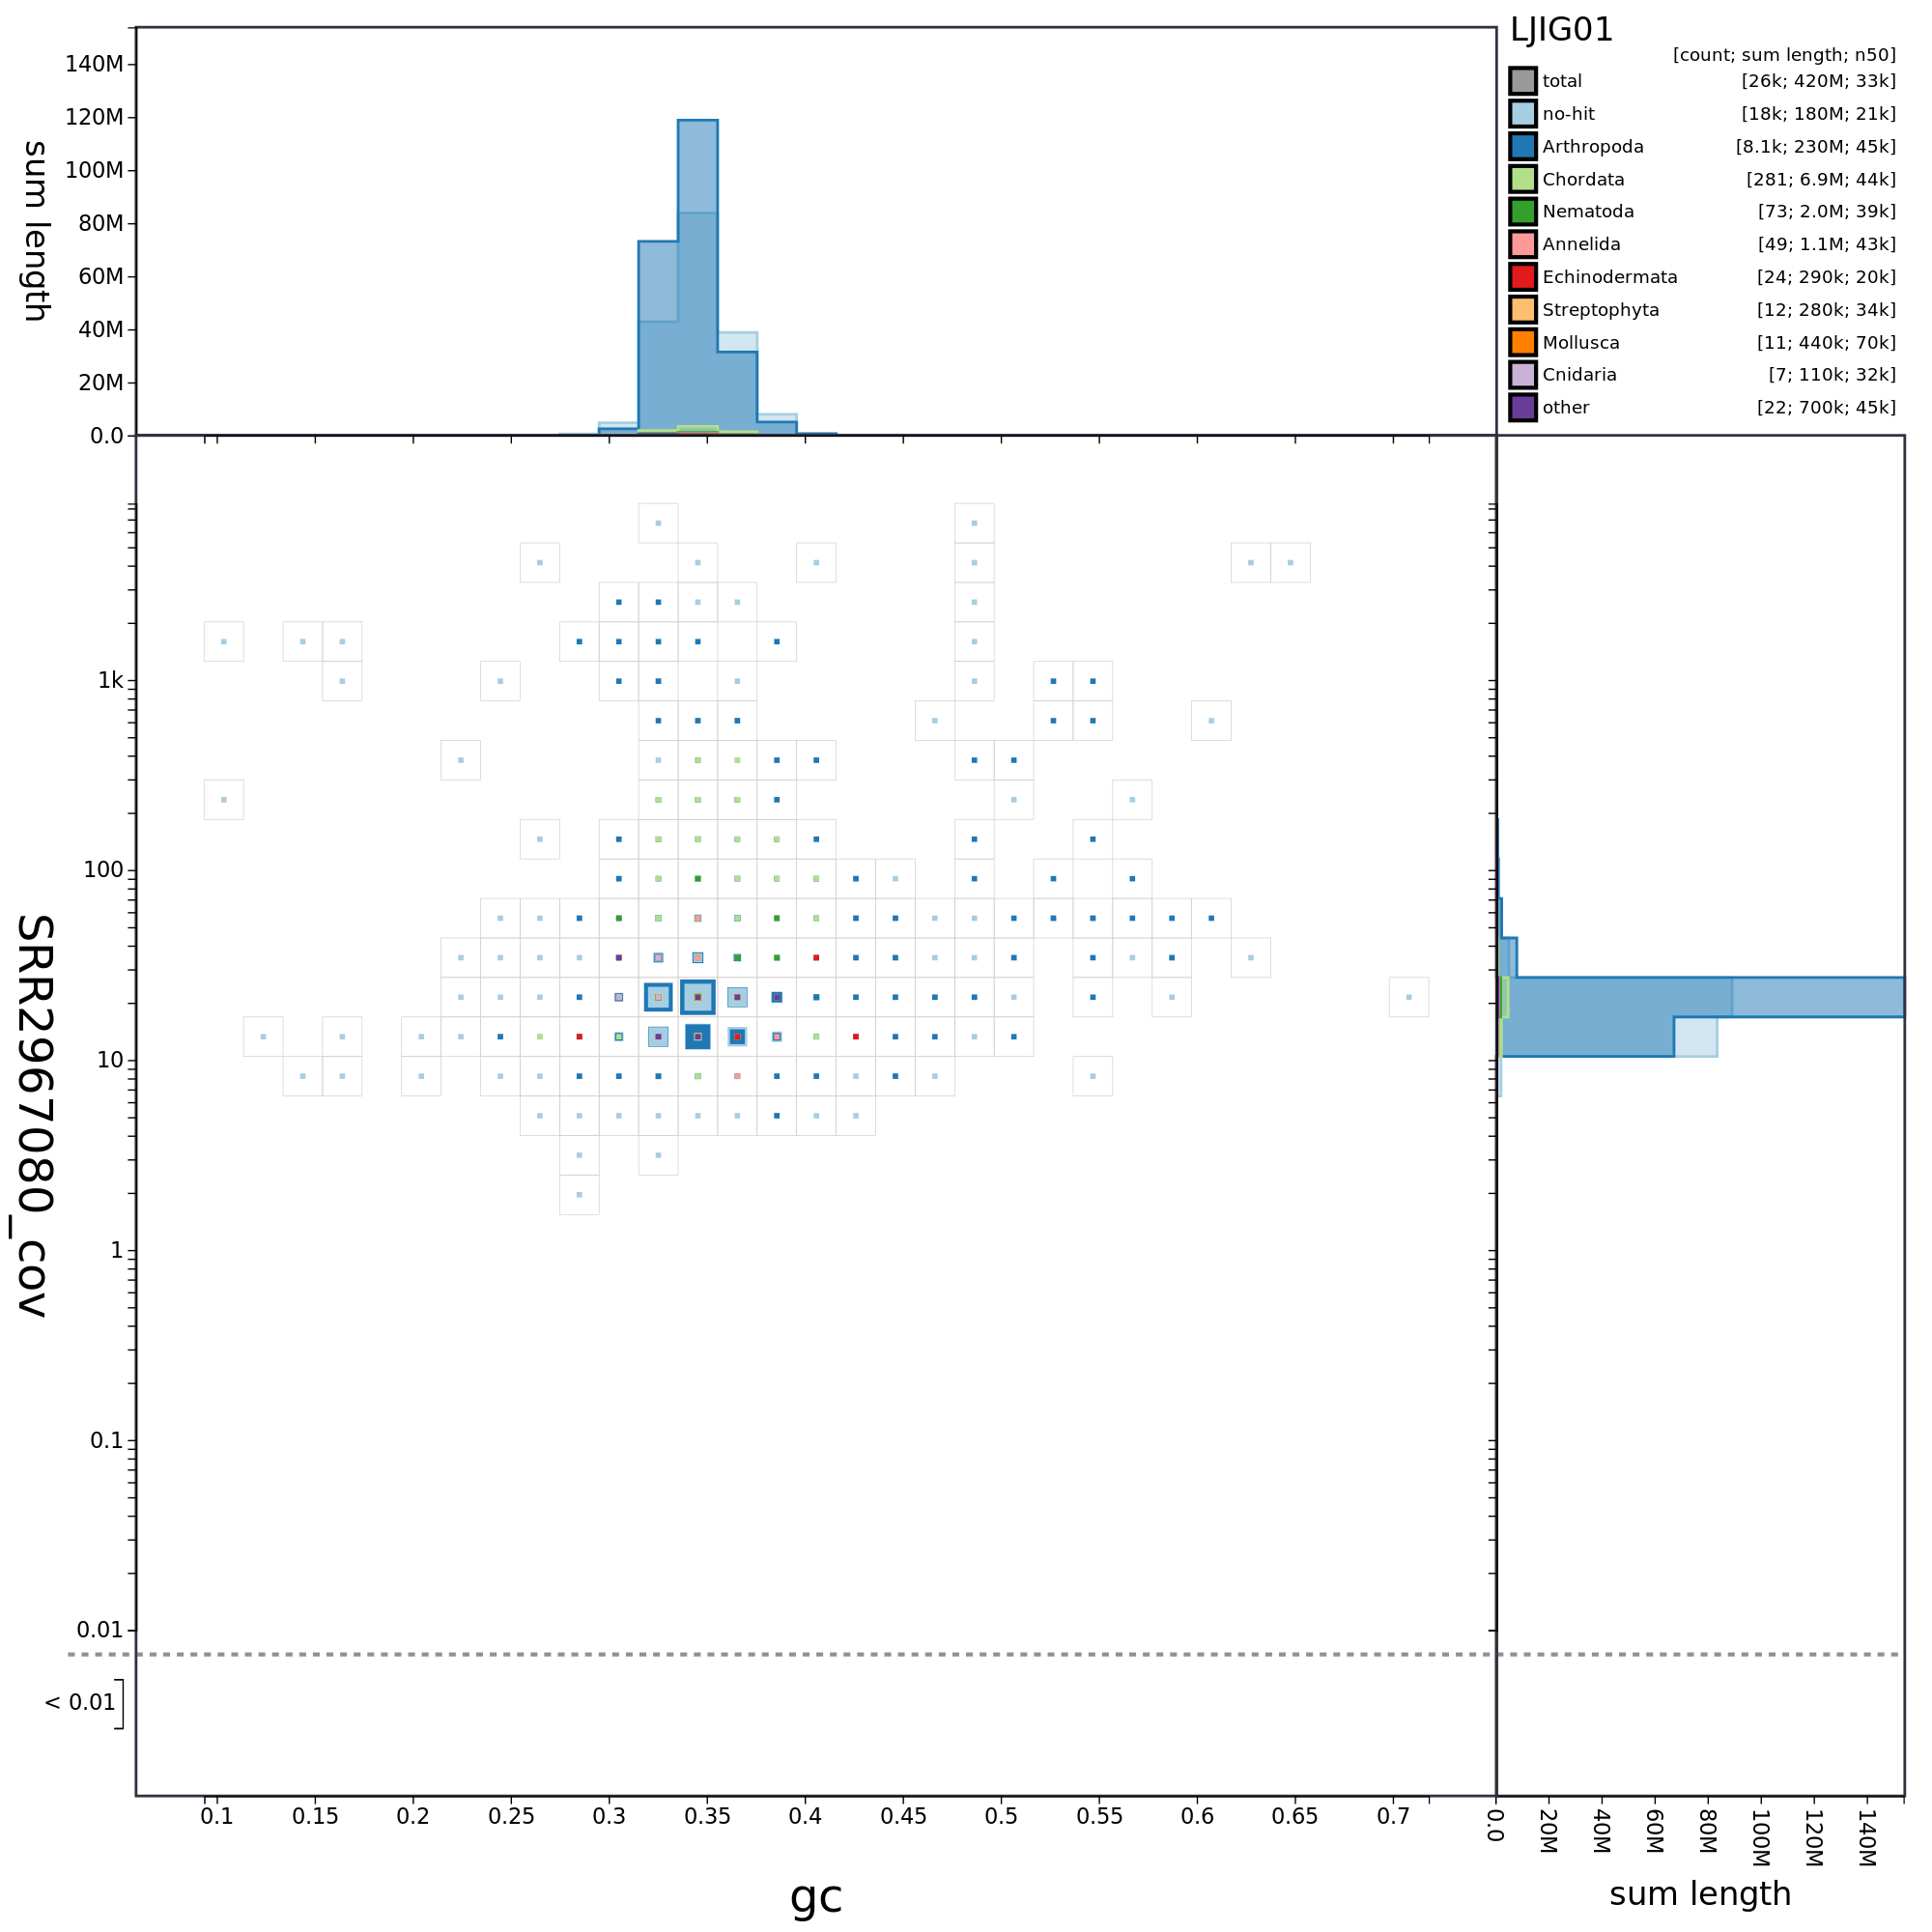 LJIG01
[count; sum length; n50]
total [26k; 420M; 33k]
no-hit [18k; 180M; 21k]
Arthropoda [8.1k; 230M; 45k]
Chordata [281; 6.9M; 44k]
Nematoda [73; 2.0M; 39k]
Annelida [49; 1.1M; 43k]
Echinodermata [24; 290k; 20k]
Streptophyta [12; 280k; 34k]
Mollusca [11; 440k; 70k]
Cnidaria [7; 110k; 32k]
other [22; 700k; 45k]
sum length
140M
120M
100M
80M
60M
40M
20M
0.0
SRR2967080_cov
1k
100
10
1
0.1
0.01
< 0.01
0.1 0.15 0.2 0.25 0.3 0.35 0.4 0.45 0.5 0.55 0.6 0.65 0.7
gc
0.0 20M 40M 60M 80M 100M 120M 140M
sum length